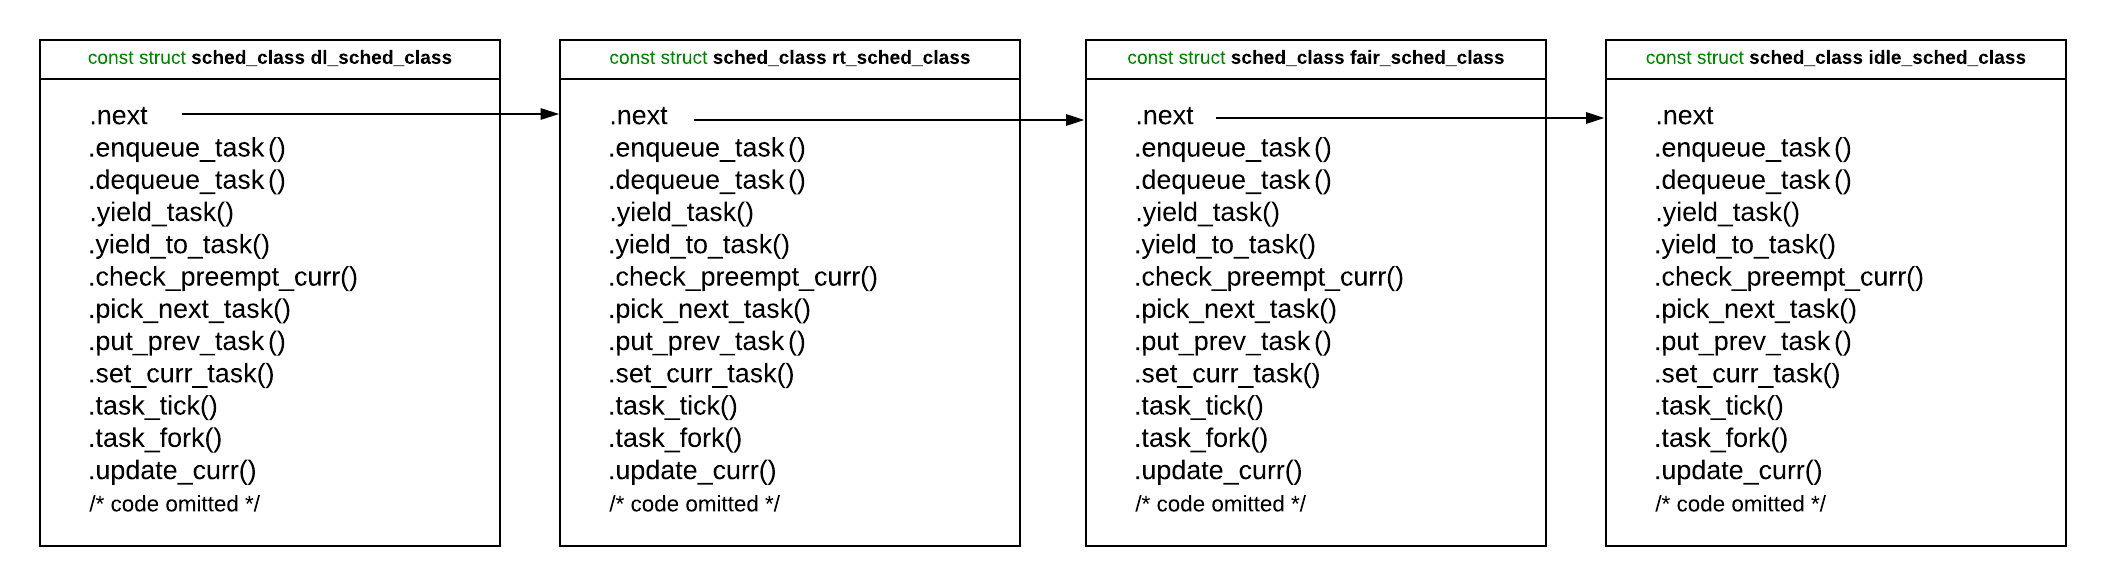 const struct sched_class dl_sched_class
.next
.enqueue_task()
.dequeue_task()
.yield_task()
.yield_to_task()
.check_preempt_curr()
.pick_next_task()
.put_prev_task()
.set_curr_task()
.task_tick()
.task_fork()
.update_curr()
/* code omitted */
const struct sched_class rt_sched_class
.next
.enqueue_task()
.dequeue_task()
.yield_task()
.yield_to_task()
.check_preempt_curr()
.pick_next_task()
.put_prev_task()
.set_curr_task()
.task_tick()
.task_fork()
.update_curr()
/* code omitted */
const struct sched_class fair_sched_class
.next
.enqueue_task()
.dequeue_task()
.yield_task()
.yield_to_task()
.check_preempt_curr()
.pick_next_task()
.put_prev_task()
.set_curr_task()
.task_tick()
.task_fork()
.update_curr()
/* code omitted */
const struct sched_class idle_sched_class
.next
.enqueue_task()
.dequeue_task()
.yield_task()
.yield_to_task()
.check_preempt_curr()
.pick_next_task()
.put_prev_task()
.set_curr_task()
.task_tick()
.task_fork()
.update_curr()
/* code omitted */